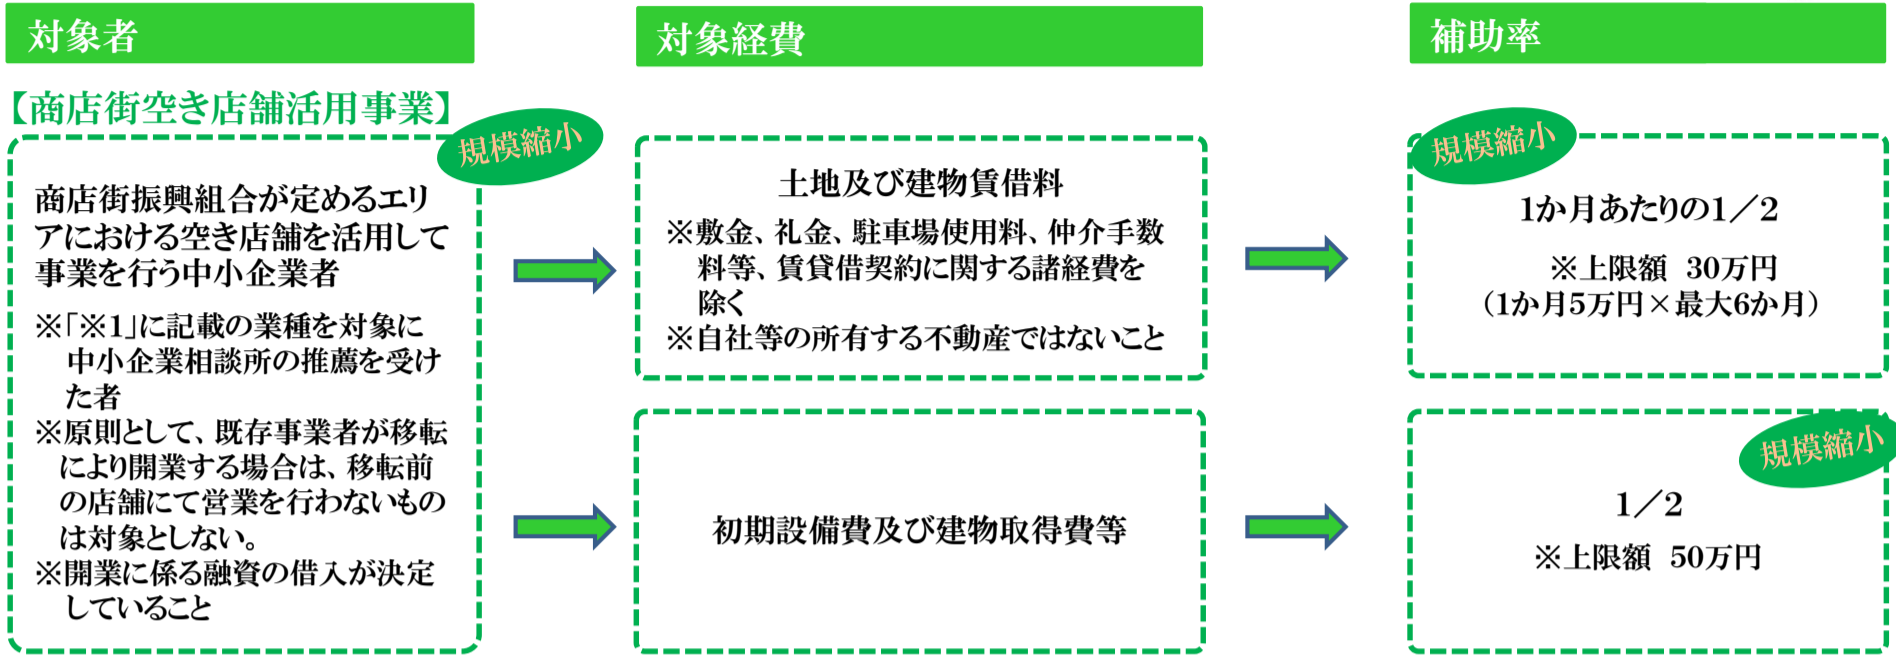 対象者
対象経費
補助率
【商店街空き店舗活用事業】
規模縮小
商店街振興組合が定めるエリ
アにおける空き店舗を活用して
事業を行う中小企業者
※「※1」に記載の業種を対象に
中小企業相談所の推薦を受け
た者
※原則として、既存事業者が移転
により開業する場合は、移転前
の店舗にて営業を行わないもの
は対象としない。
※開業に係る融資の借入が決定
していること
土地及び建物賃借料
※敷金、礼金、駐車場使用料、仲介手数
料等、賃貸借契約に関する諸経費を
除く
※自社等の所有する不動産ではないこと
規模縮小
1か月あたりの1/2
※上限額 30万円
(1か月5万円×最大6か月)
初期設備費及び建物取得費等
規模縮小
1/2
※上限額 50万円